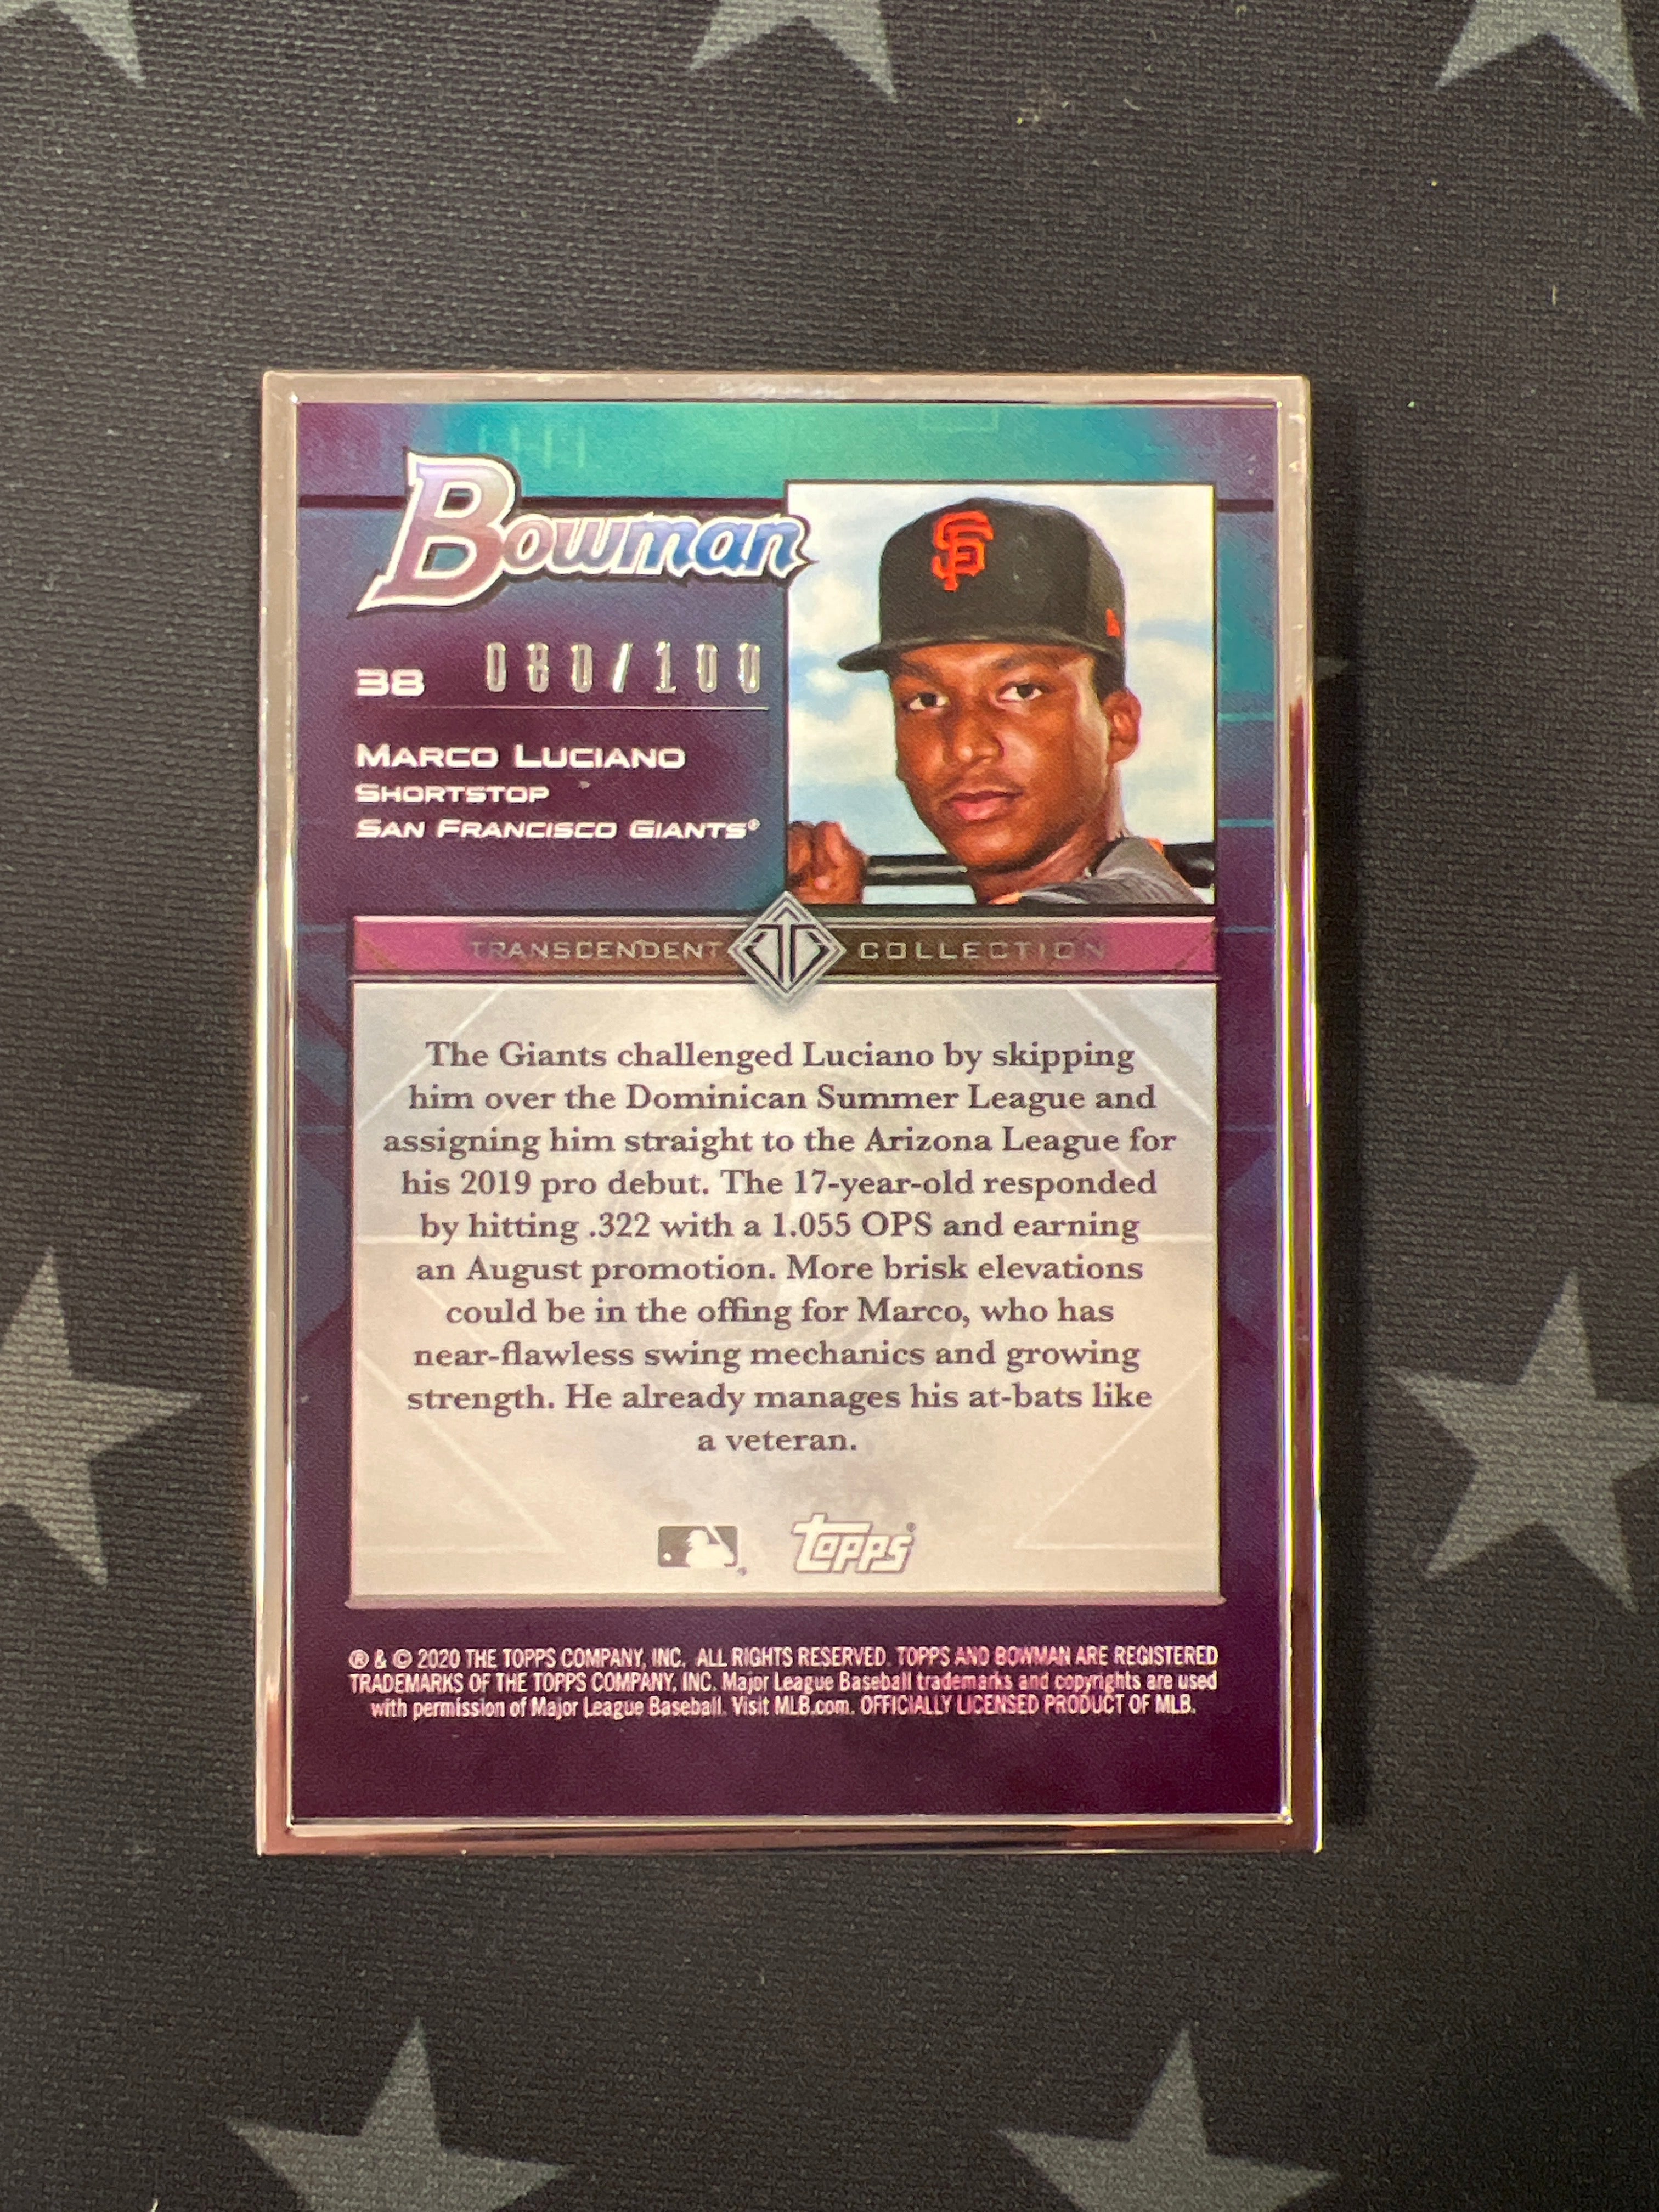 Bowman
38 080/100
MARCO LUCIANO
SHORTSTOP
SAN FRANCISCO GIANTS®
SF
TRANSCENDENT COLLECTION
The Giants challenged Luciano by skipping
him over the Dominican Summer League and
assigning him straight to the Arizona League for
his 2019 pro debut. The 17-year-old responded
by hitting .322 with a 1.055 OPS and earning
an August promotion. More brisk elevations
could be in the offing for Marco, who has
near-flawless swing mechanics and growing
strength. He already manages his at-bats like
a veteran.
topps®
® & © 2020 THE TOPPS COMPANY, INC. ALL RIGHTS RESERVED. TOPPS AND BOWMAN ARE REGISTERED
TRADEMARKS OF THE TOPPS COMPANY, INC. Major League Baseball trademarks and copyrights are used
with permission of Major League Baseball. Visit MLB.com. OFFICIALLY LICENSED PRODUCT OF MLB.